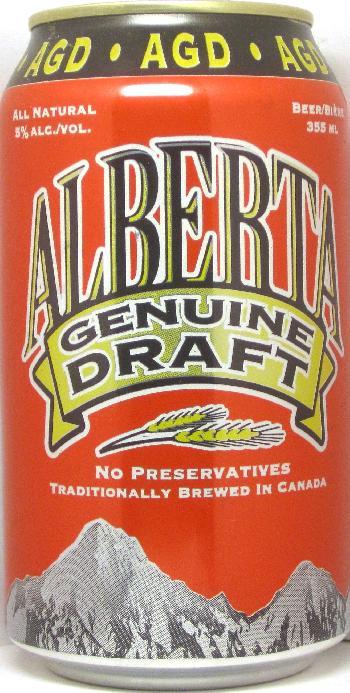 AGD • AGD • AGD
ALL NATURAL
5% ALC./VOL.
BEER/BIÈRE
355 ML
ALBERTA
GENUINE
DRAFT
NO PRESERVATIVES
TRADITIONALLY BREWED IN CANADA